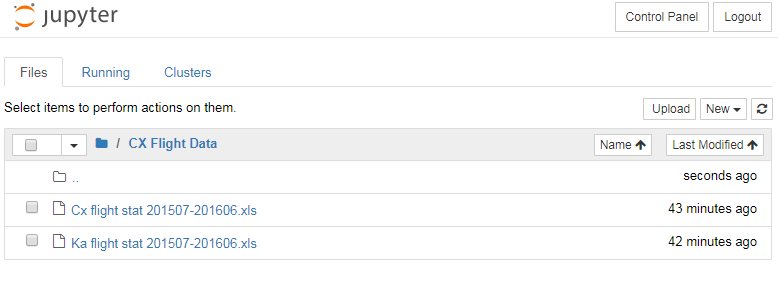 jupyter
Control Panel Logout
Files Running Clusters
Select items to perform actions on them.
Upload New
/ CX Flight Data Name Last Modified
.. seconds ago
Cx flight stat 201507-201606.xls 43 minutes ago
Ka flight stat 201507-201606.xls 42 minutes ago